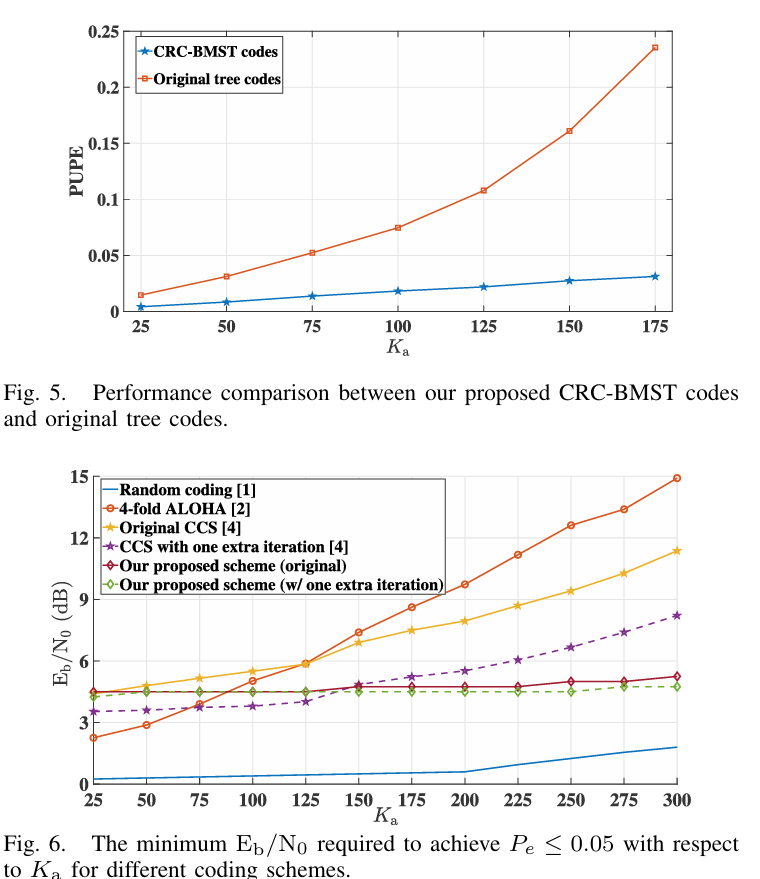 0.25
0.2
0.15
0.1
0.05
0
PUPE
CRC-BMST codes
Original tree codes
25 50 75 100 125 150 175
Kₐ
Fig. 5. Performance comparison between our proposed CRC-BMST codes
and original tree codes.
15
12
9
6
3
0
E_b/N_0 (dB)
Random coding [1]
4-fold ALOHA [2]
Original CCS [4]
CCS with one extra iteration [4]
Our proposed scheme (original)
Our proposed scheme (w/ one extra iteration)
25 50 75 100 125 150 175 200 225 250 275 300
Kₐ
Fig. 6. The minimum E_b/N_0 required to achieve P_e ≤ 0.05 with respect
to Kₐ for different coding schemes.